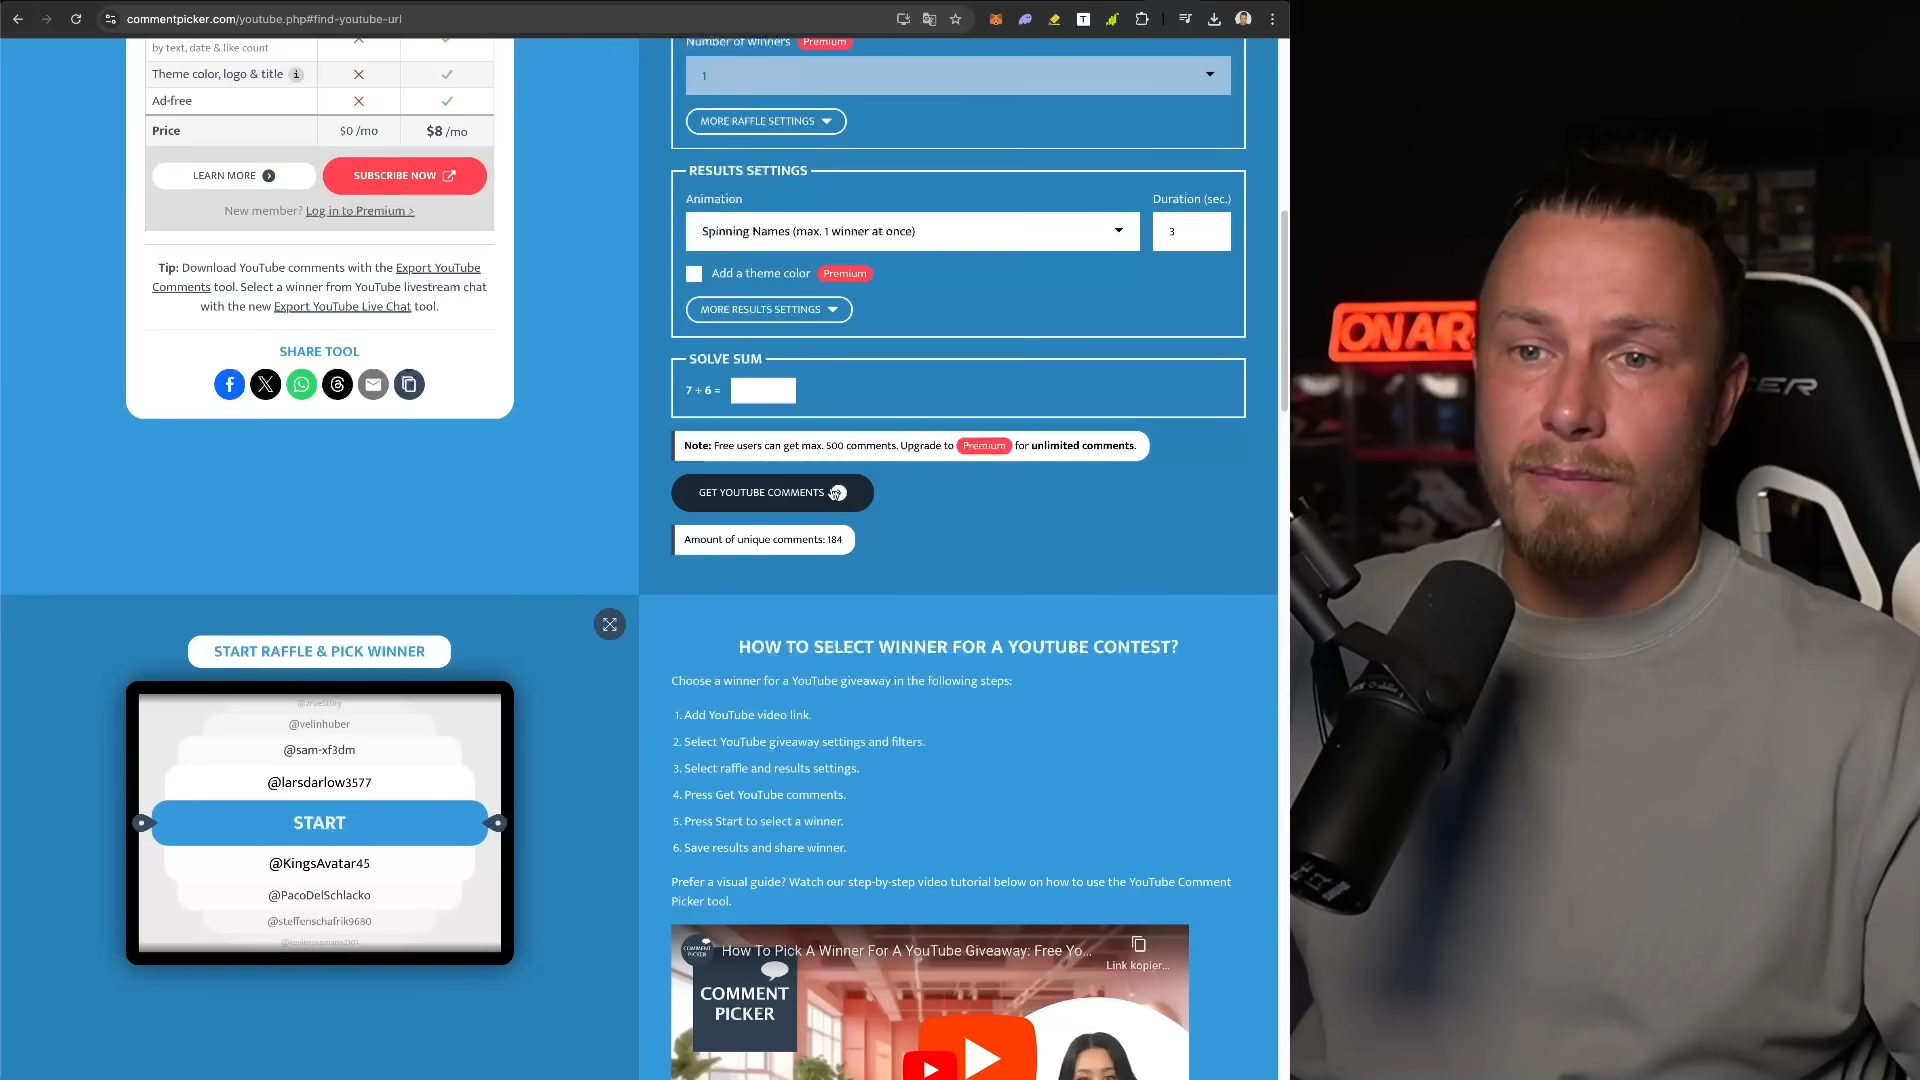 commentpicker.com/youtube.php#find-youtube-url
by text, date & like count
Theme color, logo & title i
Ad-free
Price $0 /mo $8 /mo
LEARN MORE
SUBSCRIBE NOW
New member? Log in to Premium >
Tip: Download YouTube comments with the Export YouTube
Comments tool. Select a winner from YouTube livestream chat
with the new Export YouTube Live Chat tool.
SHARE TOOL
Number of winners Premium
1
MORE RAFFLE SETTINGS
RESULTS SETTINGS
Animation
Duration (sec.)
Spinning Names (max. 1 winner at once)
3
Add a theme color Premium
MORE RESULTS SETTINGS
SOLVE SUM
7 + 6 =
Note: Free users can get max. 500 comments. Upgrade to Premium for unlimited comments.
GET YOUTUBE COMMENTS
Amount of unique comments: 184
START RAFFLE & PICK WINNER
@velinhuber
@sam-xf3dm
@larsdarlow3577
START
@KingsAvatar45
@PacoDelSchlacko
@steffenschafrik9680
HOW TO SELECT WINNER FOR A YOUTUBE CONTEST?
Choose a winner for a YouTube giveaway in the following steps:
1. Add YouTube video link.
2. Select YouTube giveaway settings and filters.
3. Select raffle and results settings.
4. Press Get YouTube comments.
5. Press Start to select a winner.
6. Save results and share winner.
Prefer a visual guide? Watch our step-by-step video tutorial below on how to use the YouTube Comment
Picker tool.
COMMENT
PICKER
How To Pick A Winner For A YouTube Giveaway: Free Yo...
Link kopier...
COMMENT
PICKER
ON AIR